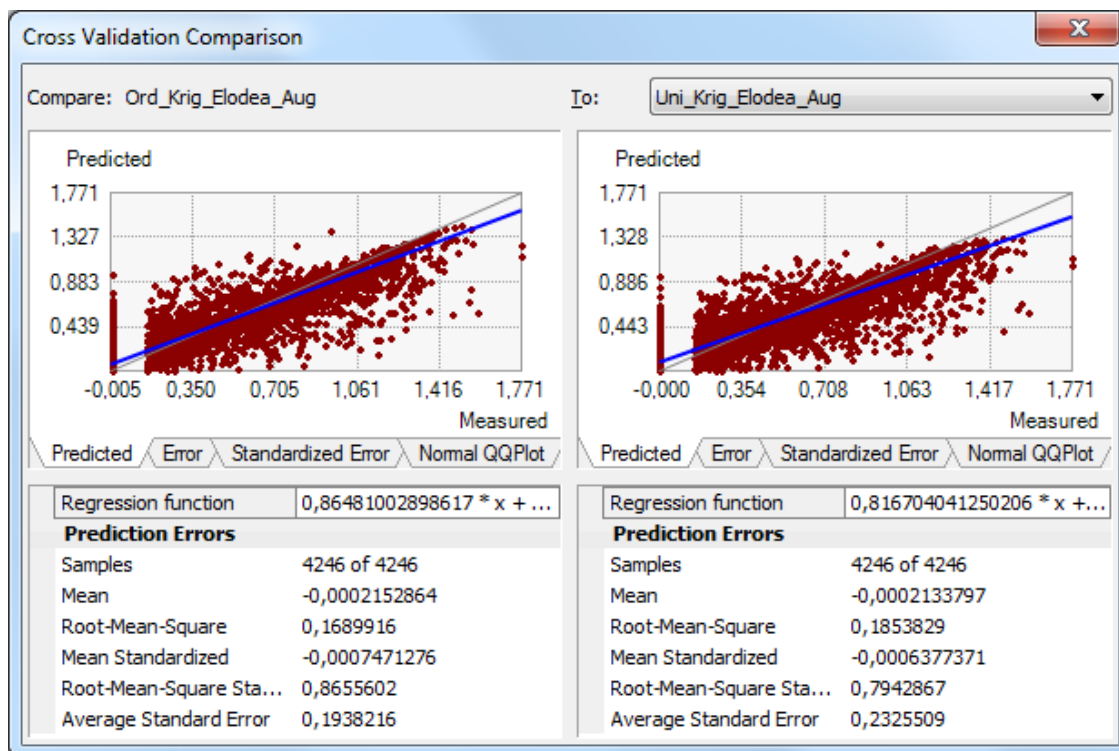 Cross Validation Comparison
Compare: Ord_Krig_Elodea_Aug To: Uni_Krig_Elodea_Aug
Predicted
1,771
1,327
0,883
0,439
-0,005 0,350 0,705 1,061 1,416 1,771
Measured
Predicted Error Standardized Error Normal QQPlot
Predicted
1,771
1,328
0,886
0,443
-0,000 0,354 0,708 1,063 1,417 1,771
Measured
Predicted Error Standardized Error Normal QQPlot
Regression function 0,86481002898617 * x + ...
Prediction Errors
Samples 4246 of 4246
Mean -0,0002152864
Root-Mean-Square 0,1689916
Mean Standardized -0,0007471276
Root-Mean-Square Sta... 0,8655602
Average Standard Error 0,1938216
Regression function 0,816704041250206 * x +...
Prediction Errors
Samples 4246 of 4246
Mean -0,0002133797
Root-Mean-Square 0,1853829
Mean Standardized -0,0006377371
Root-Mean-Square Sta... 0,7942867
Average Standard Error 0,2325509